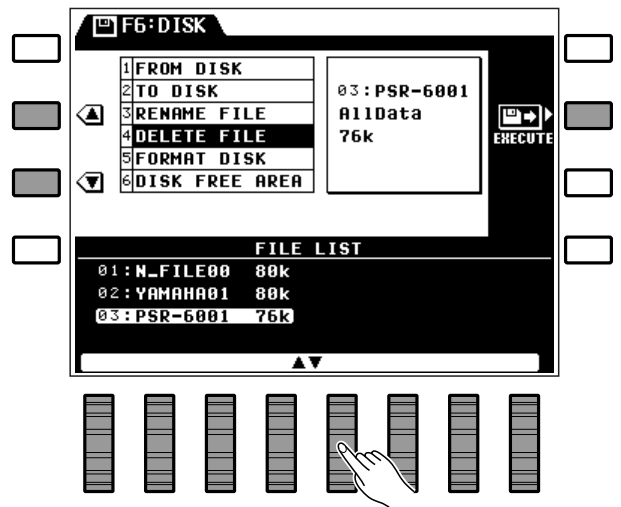 F6:DISK
1 FROM DISK
2 TO DISK
3 RENAME FILE
4 DELETE FILE
5 FORMAT DISK
6 DISK FREE AREA
03:PSR-6001
AllData
76k
EXECUTE
FILE LIST
01:N_FILE00 80k
02:YAMAHA01 80k
03:PSR-6001 76k
▲▼